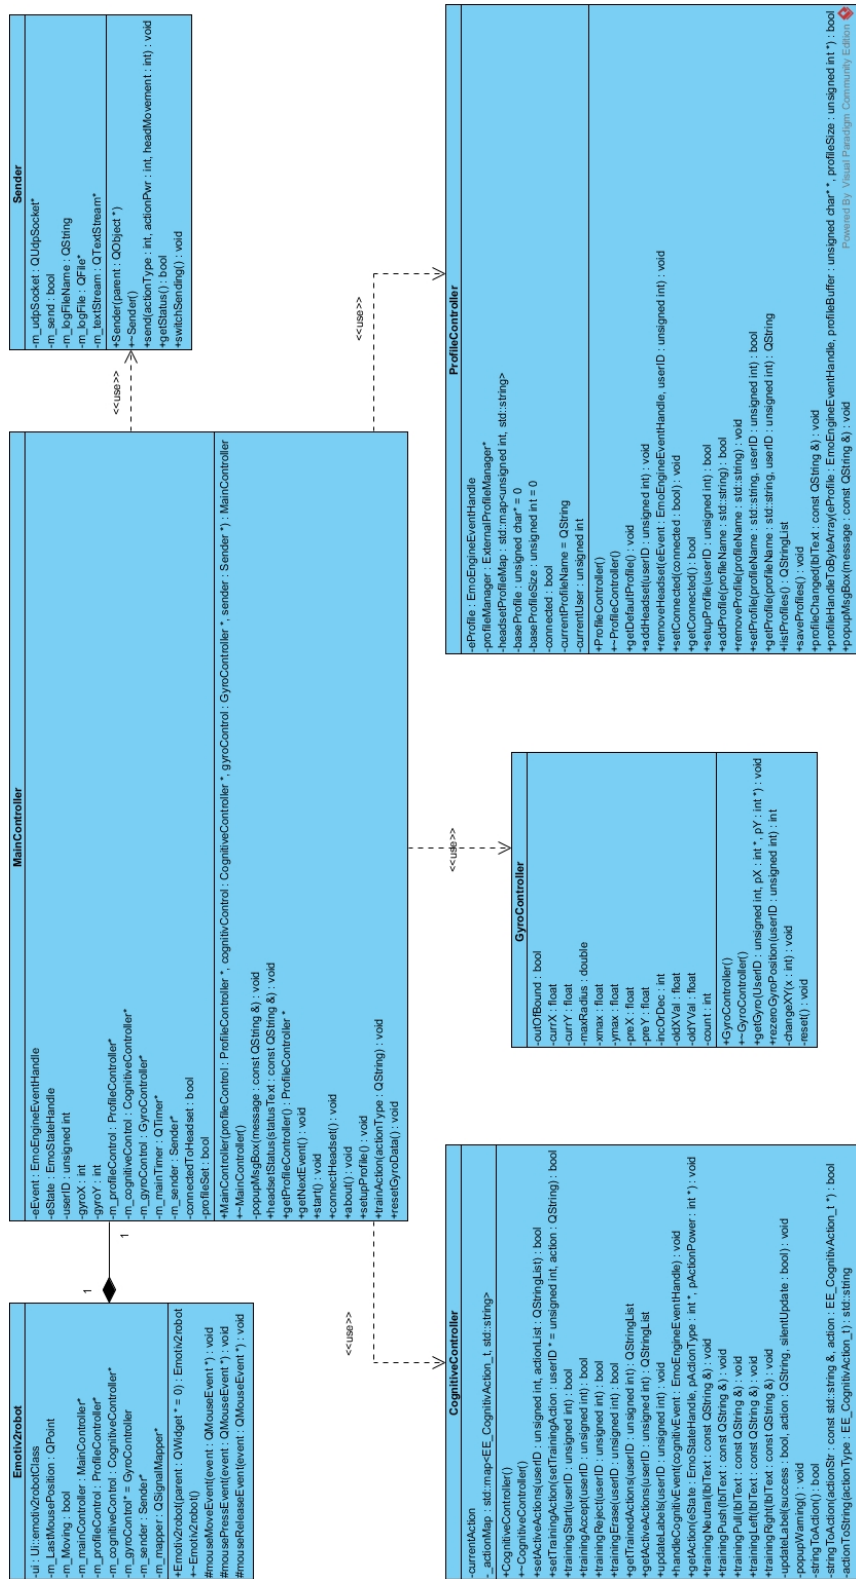 Emotiv2robot
-ui : Ui::emotiv2robotClass
-m_LastMousePosition : QPoint
-m_Moving : bool
-m_mainController : MainController*
-m_profileControl : ProfileController*
-m_cognitiveControl : CognitiveController*
-m_gyroControl* = GyroController
-m_sender : Sender*
-m_mapper : QSignalMapper*
+Emotiv2robot(parent : QWidget * = 0) : Emotiv2robot
+~Emotiv2robot()
#mouseMoveEvent(event : QMouseEvent *) : void
#mousePressEvent(event : QMouseEvent *) : void
#mouseReleaseEvent(event : QMouseEvent *) : void
1
1
MainController
-eEvent : EmoEngineEventHandle
-eState : EmoStateHandle
-userID : unsigned int
-gyroX : int
-gyroY : int
-m_profileControl : ProfileController*
-m_cognitiveControl : CognitiveController*
-m_gyroControl : GyroController*
-m_mainTimer : QTimer*
-m_sender : Sender*
-connectedToHeadset : bool
-profileSet : bool
+MainController(profileControl : ProfileController *, cognitivControl : CognitiveController *, gyroControl : GyroController *, sender : Sender *) : MainController
+~MainController()
-popupMsgBox(message : const QString &) : void
+headsetStatus(statusText : const QString &) : void
+getProfileController() : ProfileController *
+getNextEvent() : void
+start() : void
+connectHeadset() : void
+about() : void
+setupProfile() : void
+trainAction(actionType : QString) : void
+resetGyroData() : void
<<use>>
Sender
-m_udpSocket : QUdpSocket*
-m_send : bool
-m_logFileName : QString
-m_logFile : QFile*
-m_textStream : QTextStream*
+Sender(parent : QObject *)
+~Sender()
+send(actionType : int, actionPwr : int, headMovement : int) : void
+getStatus() : bool
+switchSending() : void
<<use>>
<<use>>
<<use>>
CognitiveController
-currentAction
-_actionMap : std::map<EE_CognitivAction_t, std::string>
+CognitiveController()
+~CognitiveController()
+setActiveActions(userID : unsigned int, actionList : QStringList) : bool
+setTrainingAction(setTrainingAction : userID * = unsigned int, action : QString) : bool
+trainingStart(userID : unsigned int) : bool
+trainingAccept(userID : unsigned int) : bool
+trainingReject(userID : unsigned int) : bool
+trainingErase(userID : unsigned int) : bool
+getTrainedActions(userID : unsigned int) : QStringList
+getActiveActions(userID : unsigned int) : QStringList
+updateLabels(userID : unsigned int) : void
+handleCognitivEvent(cognitivEvent : EmoEngineEventHandle) : void
+getAction(eState : EmoStateHandle, pActionType : int *, pActionPower : int *) : void
+trainingNeutral(lblText : const QString &) : void
+trainingPush(lblText : const QString &) : void
+trainingPull(lblText : const QString &) : void
+trainingLeft(lblText : const QString &) : void
+trainingRight(lblText : const QString &) : void
-updateLabel(success : bool, action : QString, silentUpdate : bool) : void
-popupWarning() : void
-stringToAction() : bool
-stringToAction(actionStr : const std::string &, action : EE_CognitivAction_t *) : bool
-actionToString(actionType : EE_CognitivAction_t) : std::string
GyroController
-outOfBound : bool
-currX : float
-currY : float
-maxRadius : double
-xmax : float
-ymax : float
-preX : float
-preY : float
-incOrDec : int
-oldXVal : float
-oldYVal : float
-count : int
+GyroController()
+~GyroController()
+getGyro(UserID : unsigned int, pX : int *, pY : int *) : void
+rezeroGyroPosition(userID : unsigned int) : int
-changeXY(x : int) : void
-reset() : void
ProfileController
-eProfile : EmoEngineEventHandle
-profileManager : ExternalProfileManager*
-headsetProfileMap : std::map<unsigned int, std::string>
-baseProfile : unsigned char* = 0
-baseProfileSize : unsigned int = 0
-connected : bool
-currentProfileName = QString
-currentUser : unsigned int
+ProfileController()
+~ProfileController()
+getDefaultProfile() : void
+addHeadset(userID : unsigned int) : void
+removeHeadset(eEvent : EmoEngineEventHandle, userID : unsigned int) : void
+setConnected(connected : bool) : void
+getConnected() : bool
+setupProfile(userID : unsigned int) : bool
+addProfile(profileName : std::string) : bool
+removeProfile(profileName : std::string) : void
+setProfile(profileName : std::string, userID : unsigned int) : bool
+getProfile(profileName : std::string, userID : unsigned int) : QString
+listProfiles() : QStringList
+saveProfiles() : void
+profileChanged(lblText : const QString &) : void
+profileHandleToByteArray(eProfile : EmoEngineEventHandle, profileBuffer : unsigned char* *, profileSize : unsigned int *) : bool
+popupMsgBox(message : const QString &) : void
Powered By Visual Paradigm Community Edition